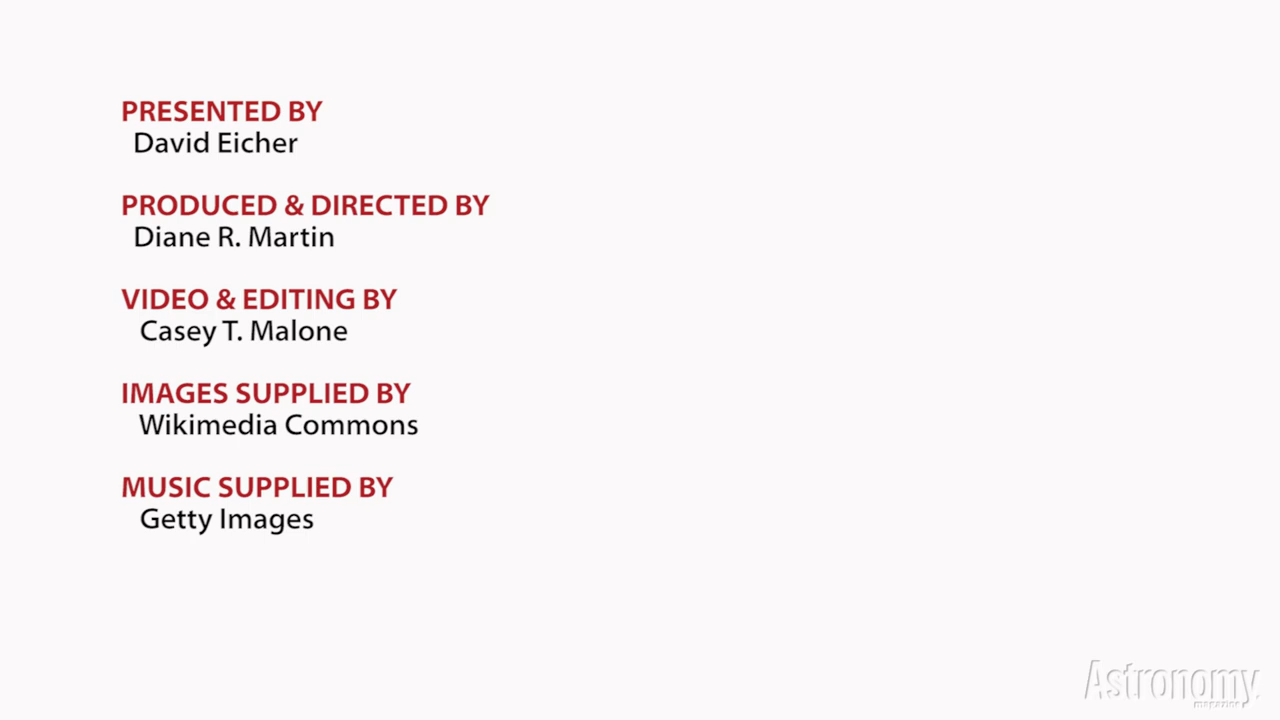 PRESENTED BY
David Eicher
PRODUCED & DIRECTED BY
Diane R. Martin
VIDEO & EDITING BY
Casey T. Malone
IMAGES SUPPLIED BY
Wikimedia Commons
MUSIC SUPPLIED BY
Getty Images
Astronomy
magazine